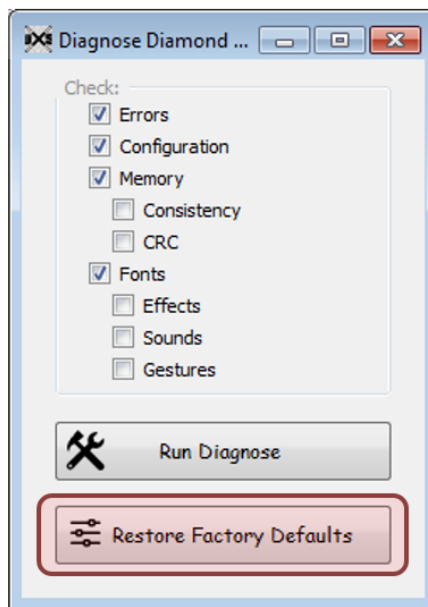 Diagnose Diamond ...
Check:
Errors
Configuration
Memory
Consistency
CRC
Fonts
Effects
Sounds
Gestures
Run Diagnose
Restore Factory Defaults